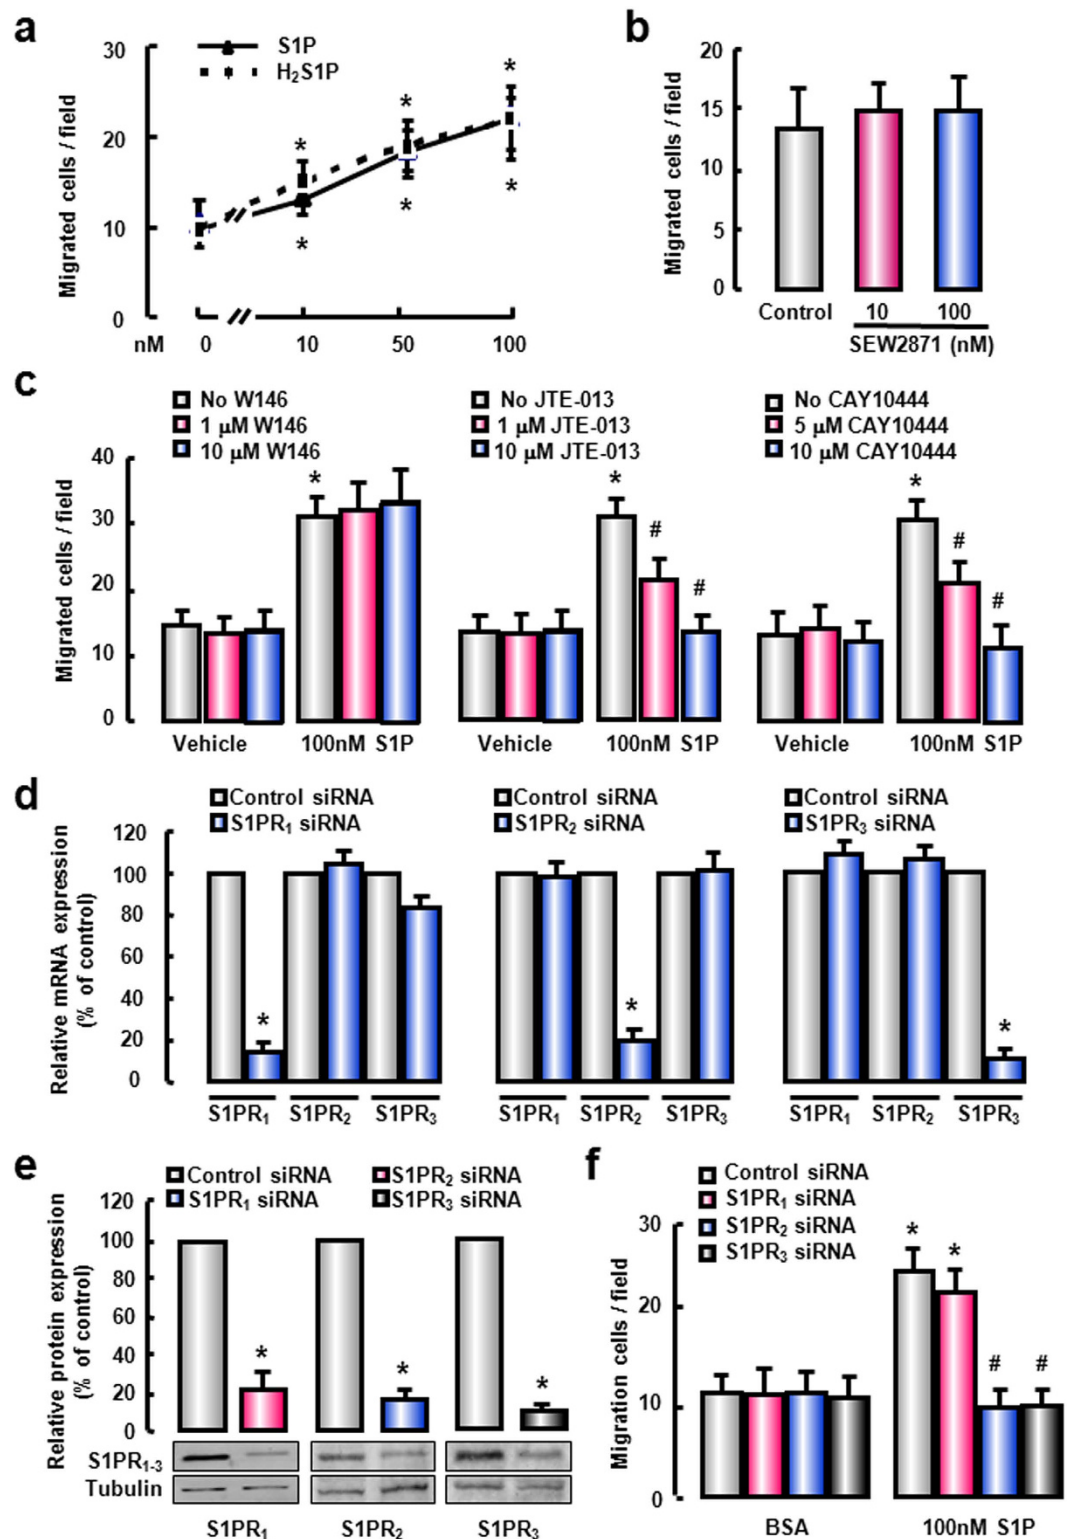 a
30
20
10
0
Migrated cells / field
S1P
H₂S1P
*
*
*
*
*
*
nM 0 10 50 100
b
20
15
10
5
0
Migrated cells / field
Control 10 100
SEW2871 (nM)
c
No W146
1 μM W146
10 μM W146
No JTE-013
1 μM JTE-013
10 μM JTE-013
No CAY10444
5 μM CAY10444
10 μM CAY10444
40
30
20
10
0
Migrated cells / field
*
*
#
#
*
#
#
Vehicle 100nM S1P
Vehicle 100nM S1P
Vehicle 100nM S1P
d
Control siRNA
S1PR₁ siRNA
Control siRNA
S1PR₂ siRNA
Control siRNA
S1PR₃ siRNA
120
100
80
60
40
20
0
Relative mRNA expression
(% of control)
*
*
*
S1PR₁ S1PR₂ S1PR₃
S1PR₁ S1PR₂ S1PR₃
S1PR₁ S1PR₂ S1PR₃
e
Control siRNA
S1PR₁ siRNA
S1PR₂ siRNA
S1PR₃ siRNA
120
100
80
60
40
20
0
Relative protein expression
(% of control)
*
*
*
S1PR₁₋₃
Tubulin
S1PR₁ S1PR₂ S1PR₃
f
Control siRNA
S1PR₁ siRNA
S1PR₂ siRNA
S1PR₃ siRNA
30
20
10
0
Migration cells / field
*
*
#
#
BSA 100nM S1P